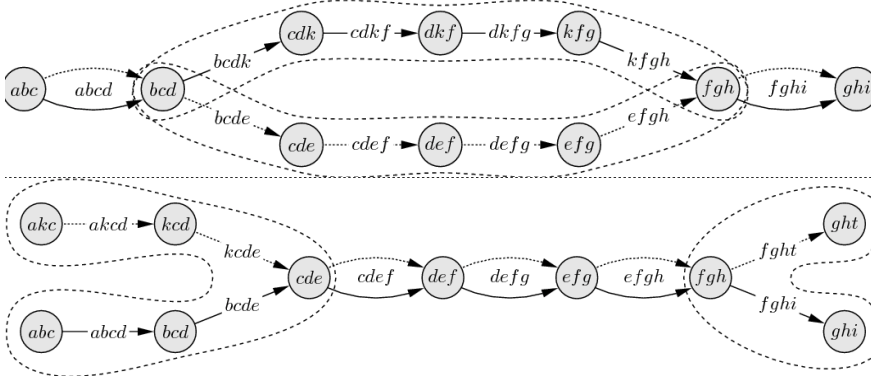 cdk cdkf dkf dkfg kfg
bcdk kfgh
abc abcd bcd fgh fghi ghi
bcde efgh
cde cdef def defg efg
akc akcd kcd ght
kcde fght
cde cdef def defg efg efgh fgh
bcde fghi
abc abcd bcd ghi